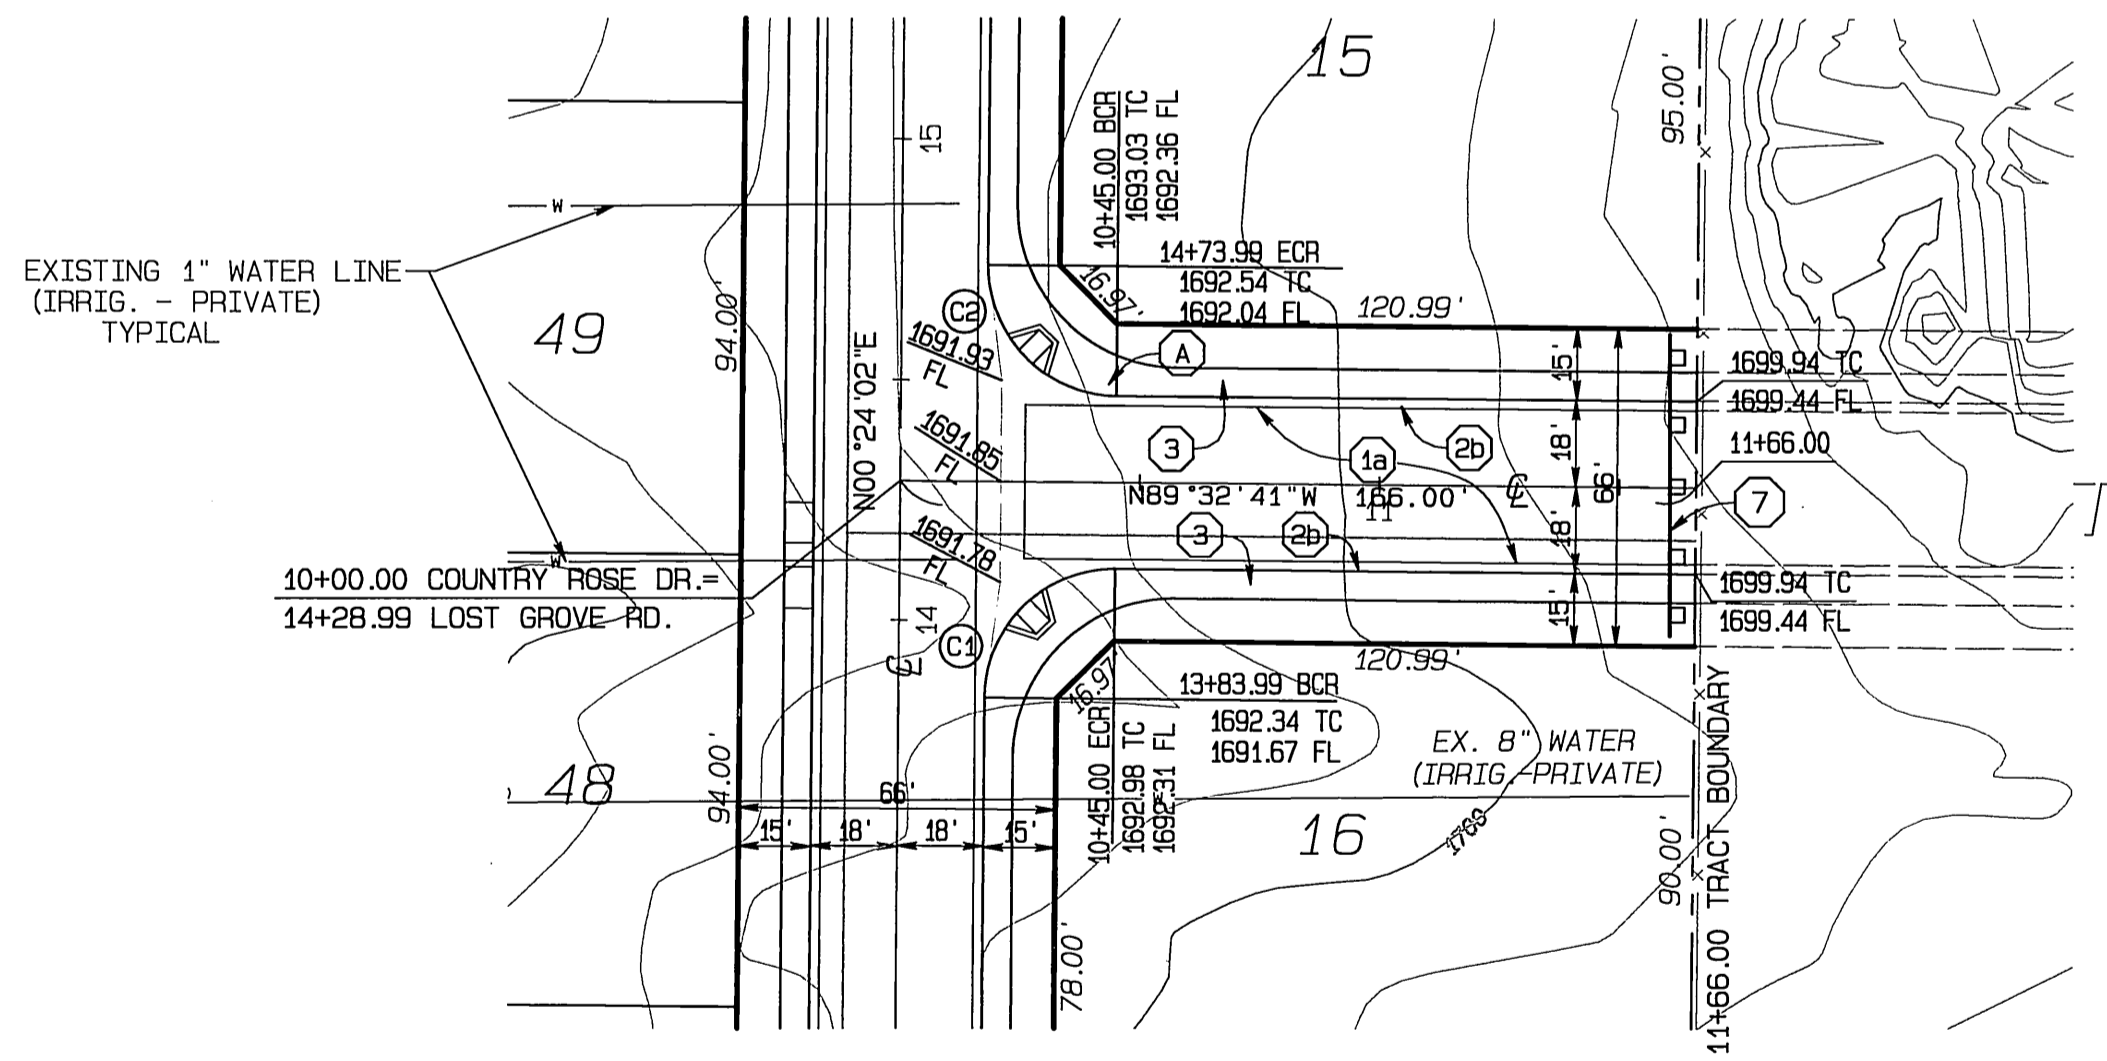 15
95.00'
15
10+45.00 BCR
1693.03 TC
1692.36 FL
W
EXISTING 1" WATER LINE
(IRRIG. - PRIVATE)
TYPICAL
49
94.00'
14+73.99 ECR
1692.54 TC
1692.04 FL
16.97'
120.99'
C2
1691.93
FL
N00°24'02"E
A
15'
1699.94 TC
1699.44 FL
1691.85
FL
3
1a
2b
18'
66'
11+66.00
N89°32'41"W
166.00'
11
℄
7
1691.78
FL
3
2b
18'
W
10+00.00 COUNTRY ROSE DR.=
14+28.99 LOST GROVE RD.
14
C1
℄
15'
1699.94 TC
1699.44 FL
120.99'
16.97'
13+83.99 BCR
1692.34 TC
1691.67 FL
10+45.00 ECR
1692.98 TC
1692.31 FL
EX. 8" WATER
(IRRIG.-PRIVATE)
48
94.00'
66'
15'
18'
18'
15'
16
1700
90.00'
78.00'
11+66.00 TRACT BOUNDARY